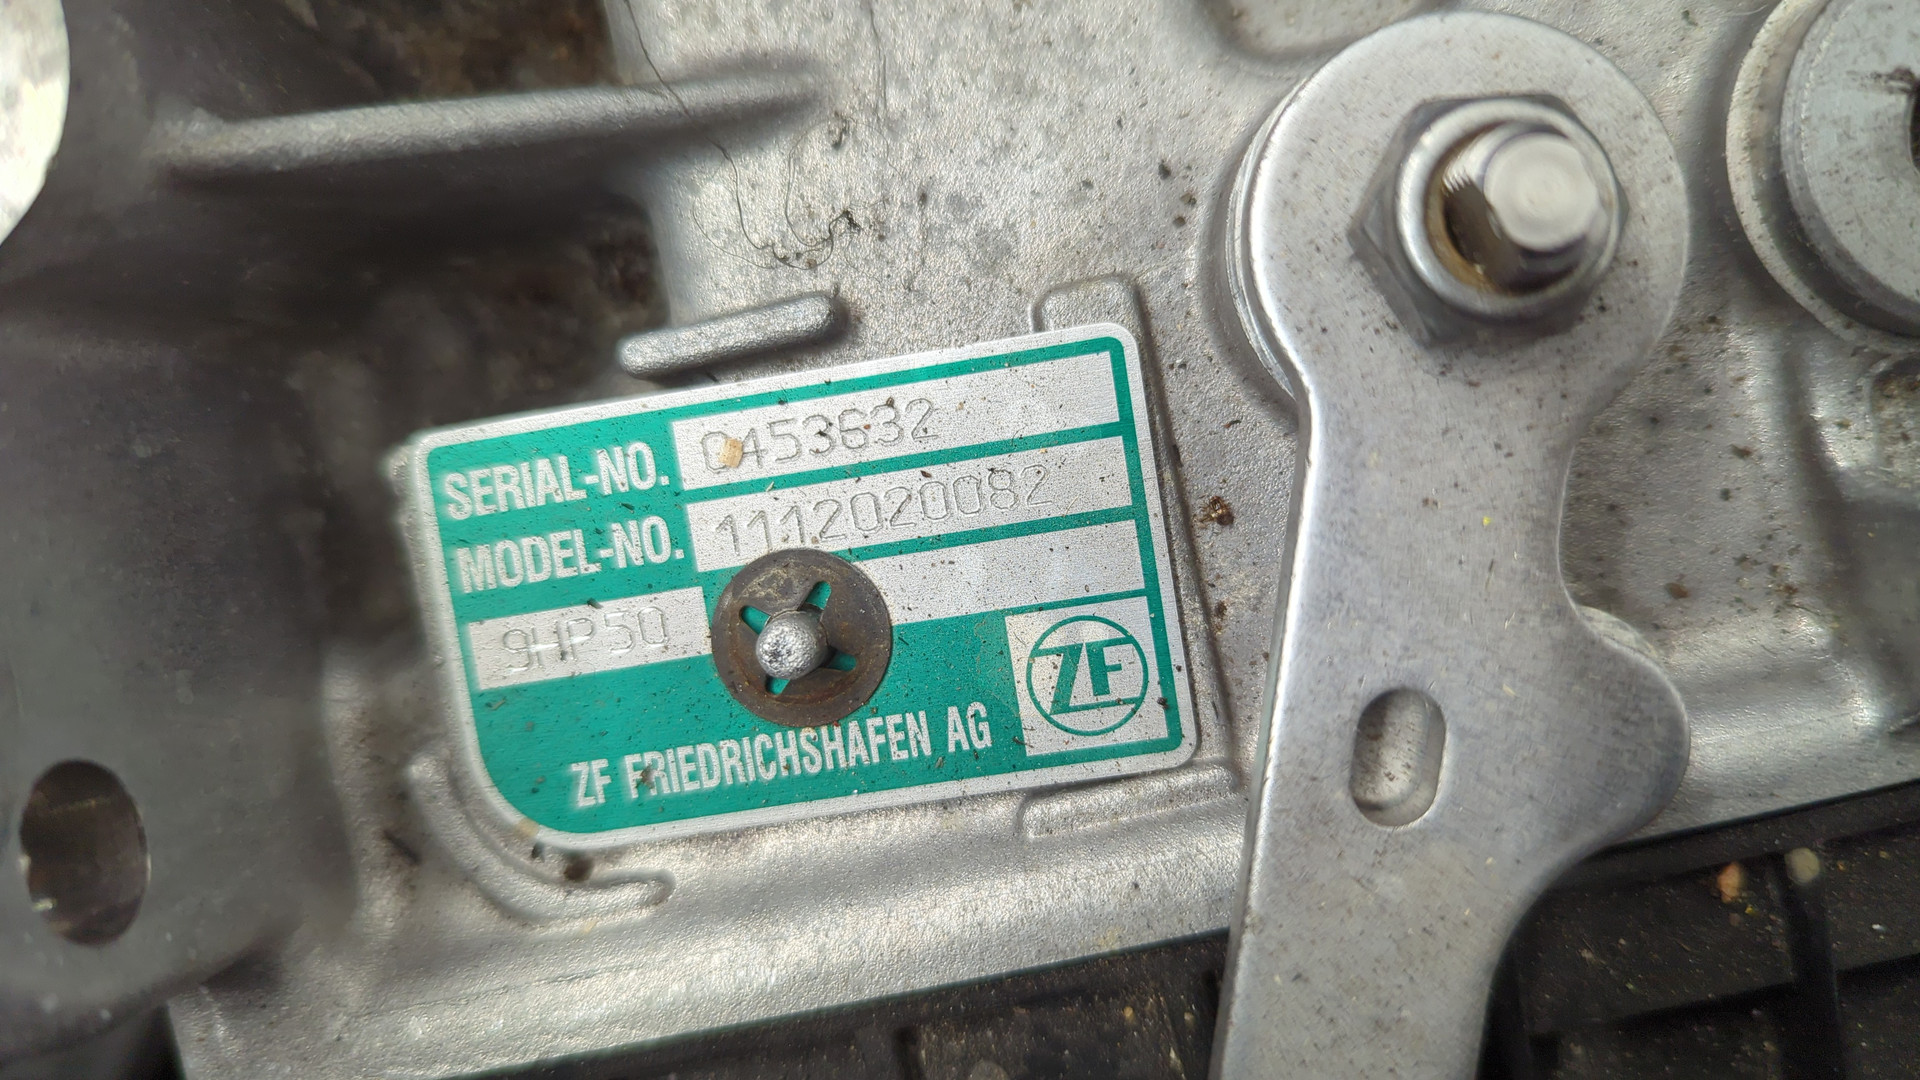 SERIAL-NO. 0453632
MODEL-NO. 1112020082
9HP50
ZF
ZF FRIEDRICHSHAFEN AG